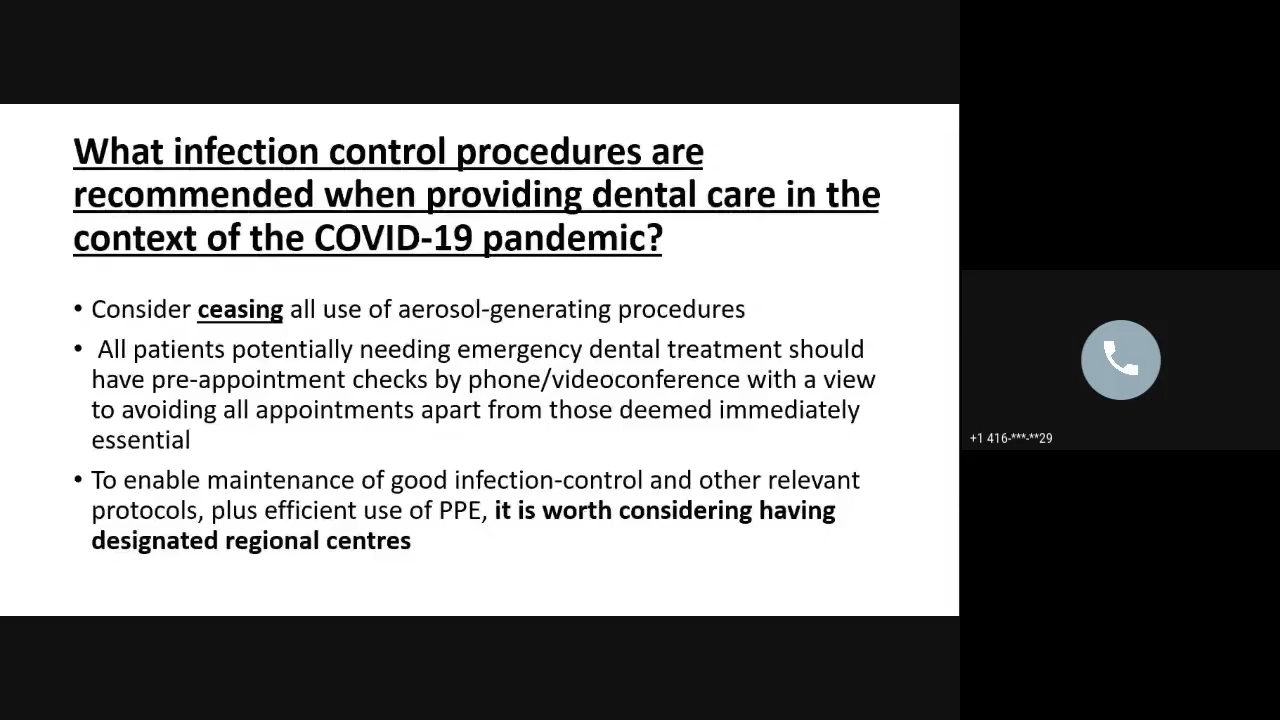 What infection control procedures are
recommended when providing dental care in the
context of the COVID-19 pandemic?
• Consider ceasing all use of aerosol-generating procedures
• All patients potentially needing emergency dental treatment should
have pre-appointment checks by phone/videoconference with a view
to avoiding all appointments apart from those deemed immediately
essential
• To enable maintenance of good infection-control and other relevant
protocols, plus efficient use of PPE, it is worth considering having
designated regional centres
+1 416-***-**29